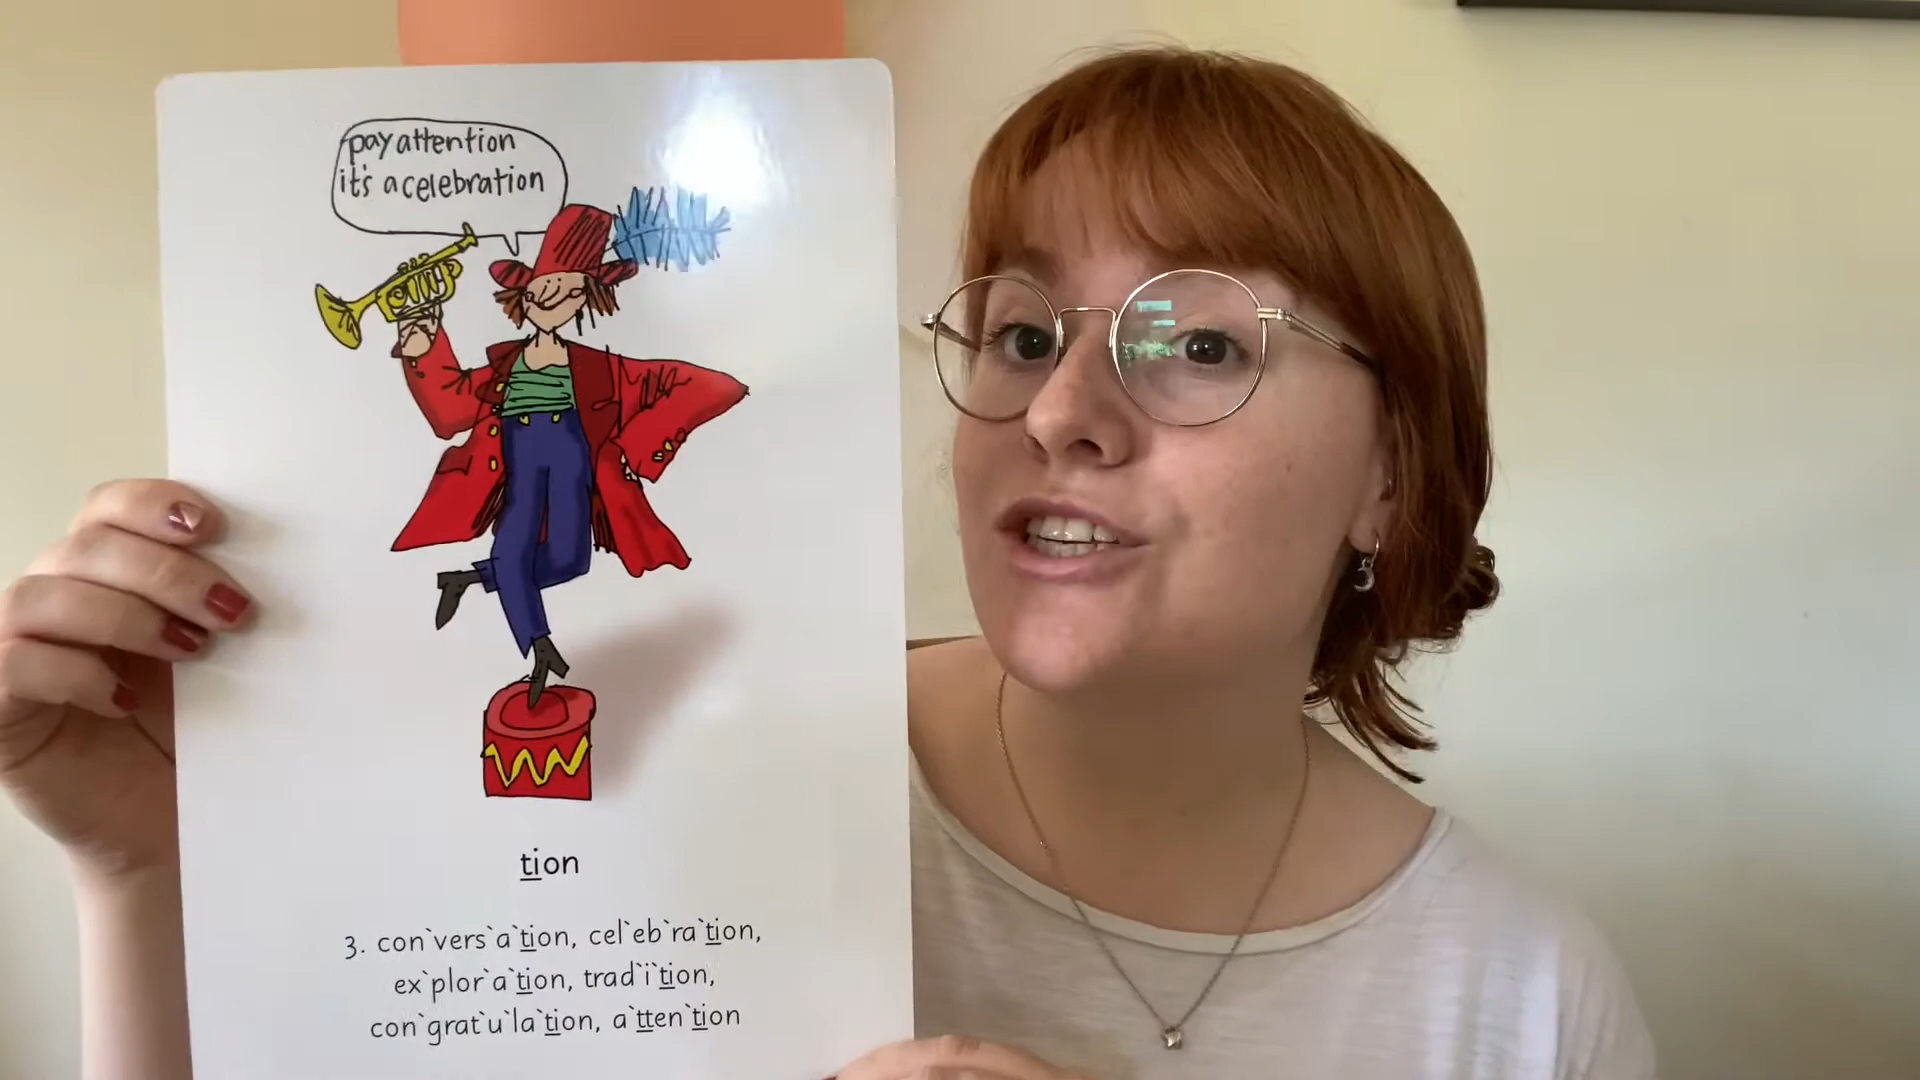 pay attention
it's a celebration
tion
3. con`vers`a`tion, cel`eb`ra`tion,
ex`plor`a`tion, trad`i`tion,
con`grat`u`la`tion, a`tten`tion